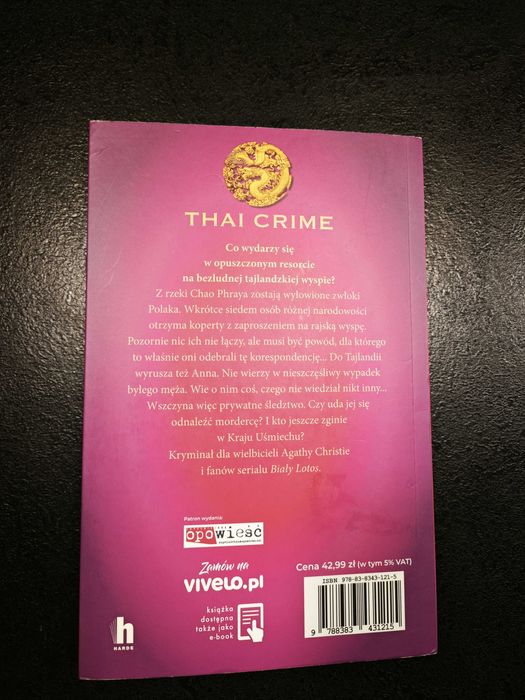 THAI CRIME
Co wydarzy się
w opuszczonym resorcie
na bezludnej tajlandzkiej wyspie?
Z rzeki Chao Phraya zostają wyłowione zwłoki
Polaka. Wkrótce siedem osób różnej narodowości
otrzyma koperty z zaproszeniem na rajską wyspę.
Pozornie nic ich nie łączy, ale musi być powód, dla którego
to właśnie oni odebrali tę korespondencję... Do Tajlandii
wyrusza też Anna. Nie wierzy w nieszczęśliwy wypadek
byłego męża. Wie o nim coś, czego nie wiedział nikt inny...
Wszczyna więc prywatne śledztwo. Czy uda jej się
odnaleźć mordercę? I kto jeszcze zginie
w Kraju Uśmiechu?
Kryminał dla wielbicieli Agathy Christie
i fanów serialu Biały Lotos.
Patron wydania:
opowieść
Zamów na
vivelo.pl
książka
dostępna
także jako
e-book
h
HARDE
Cena 42,99 zł (w tym 5% VAT)
ISBN 978-83-8343-121-5
9 788383 431215